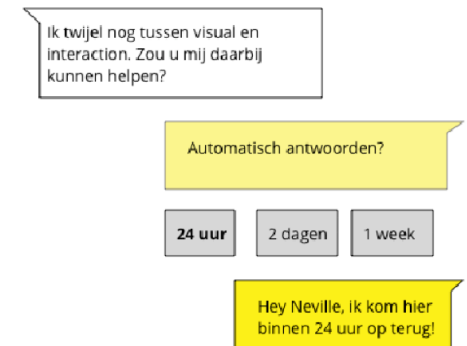 Ik twijel nog tussen visual en
interaction. Zou u mij daarbij
kunnen helpen?
Automatisch antwoorden?
24 uur
2 dagen
1 week
Hey Neville, ik kom hier
binnen 24 uur op terug!